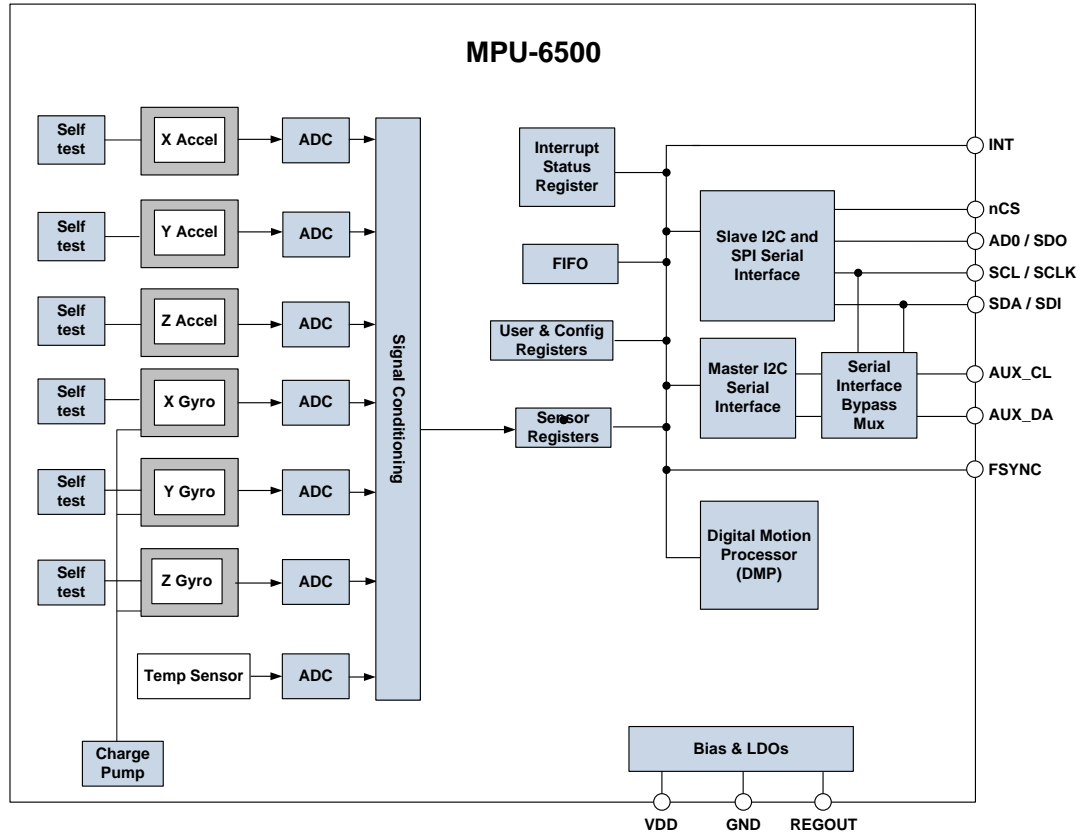 MPU-6500
Self
test
X Accel
ADC
Self
test
Y Accel
ADC
Self
test
Z Accel
ADC
Self
test
X Gyro
ADC
Self
test
Y Gyro
ADC
Self
test
Z Gyro
ADC
Temp Sensor
ADC
Charge
Pump
Signal Conditioning
Interrupt
Status
Register
FIFO
User & Config
Registers
Sensor
Registers
Slave I2C and
SPI Serial
Interface
Master I2C
Serial
Interface
Serial
Interface
Bypass
Mux
Digital Motion
Processor
(DMP)
Bias & LDOs
INT
nCS
AD0 / SDO
SCL / SCLK
SDA / SDI
AUX_CL
AUX_DA
FSYNC
VDD
GND
REGOUT